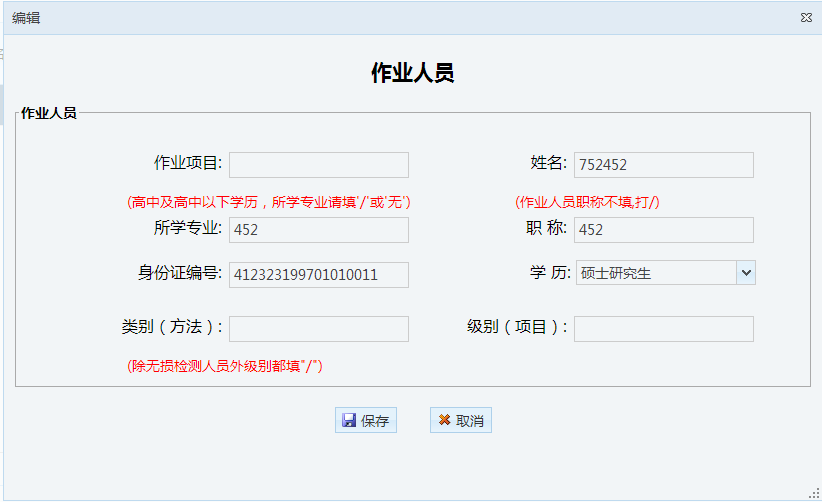 编辑
作业人员
作业人员
作业项目: 姓名: 752452
(高中及高中以下学历，所学专业请填'/'或'无') (作业人员职称不填,打/)
所学专业: 452 职 称: 452
身份证编号: 412323199701010011 学 历: 硕士研究生
类别（方法）: 级别（项目）:
(除无损检测人员外级别都填"/")
保存 取消